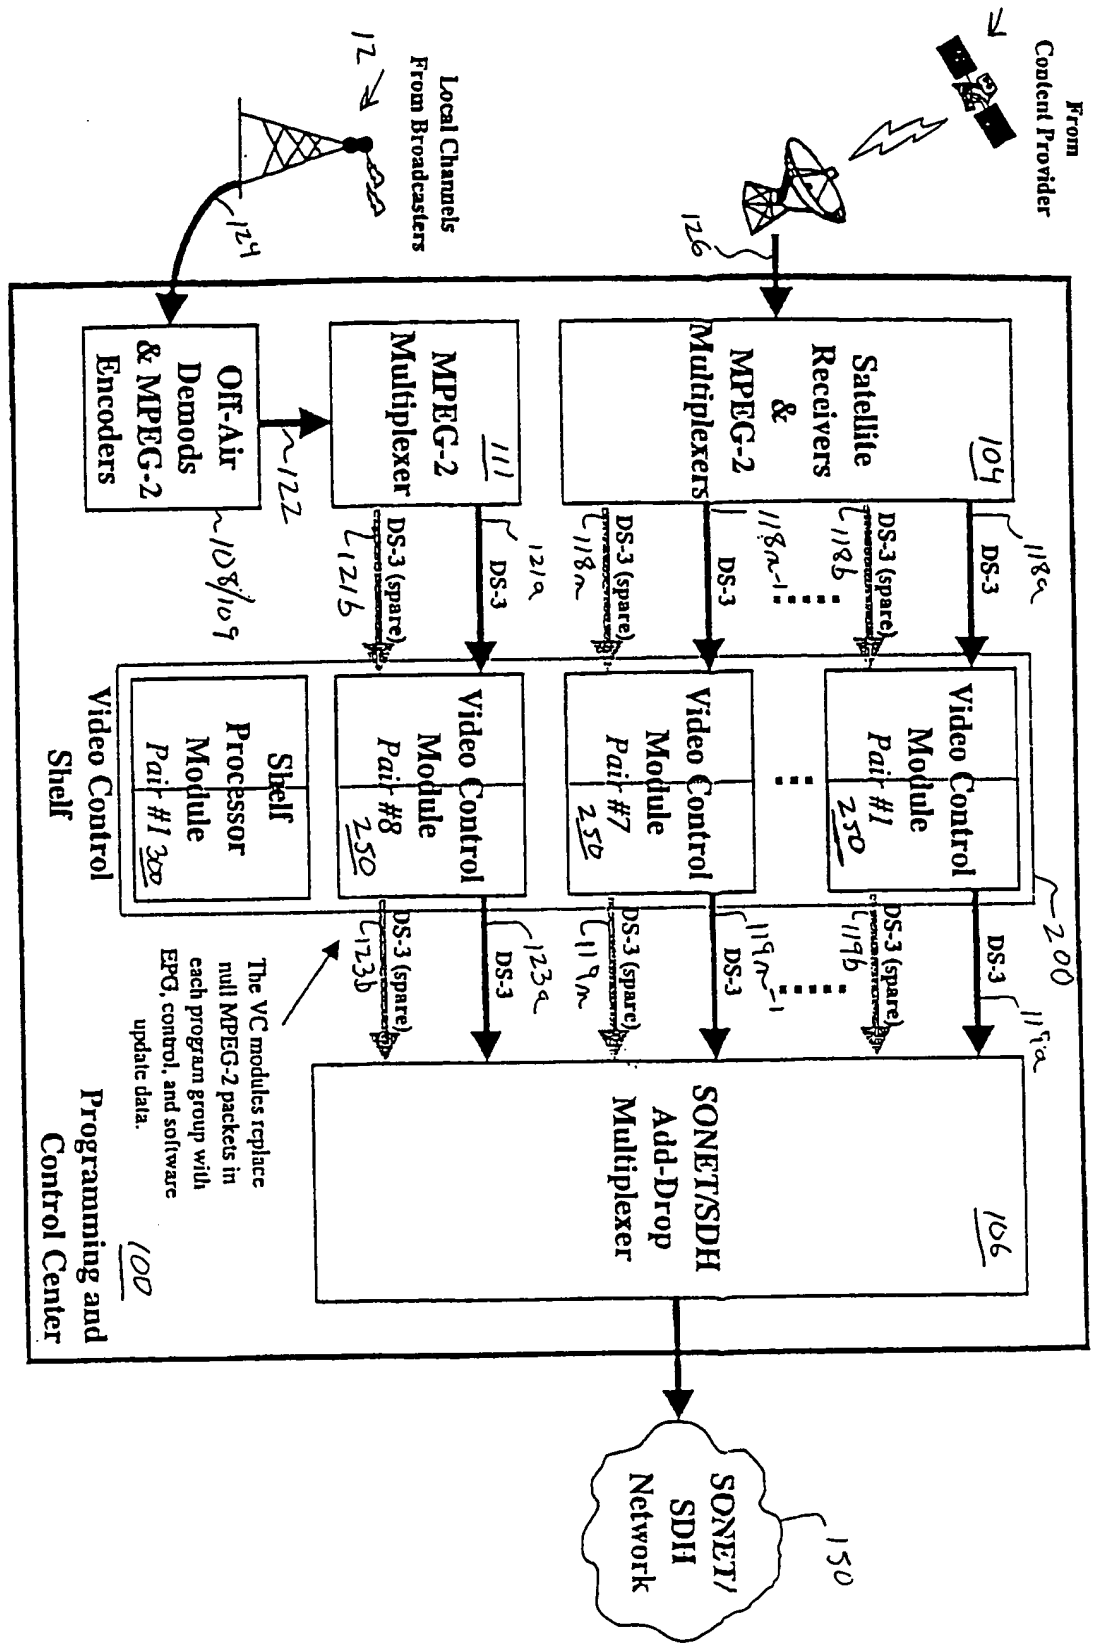 From
Content Provider
Local Channels
From Broadcasters
12
124
126
Satellite
Receivers
&
MPEG-2
Multiplexers
104
MPEG-2
Multiplexer
111
Off-Air
Demods
& MPEG-2
Encoders
122
108/109
118a
DS-3
DS-3 (spare)
118b
118n-1
DS-3
DS-3 (spare)
118n
121a
DS-3
DS-3 (spare)
121b
Video Control
Module
Pair #1
250
Video Control
Module
Pair #7
250
Video Control
Module
Pair #8
250
Shelf
Processor
Module
Pair #1 300
Video Control
Shelf
200
DS-3
119a
DS-3 (spare)
119b
119n-1
DS-3
DS-3 (spare)
119n
123a
DS-3
DS-3 (spare)
123b
The VC modules replace
null MPEG-2 packets in
each program group with
EPG, control, and software
update data.
SONET/SDH
Add-Drop
Multiplexer
106
100
Programming and
Control Center
SONET/
SDH
Network
150